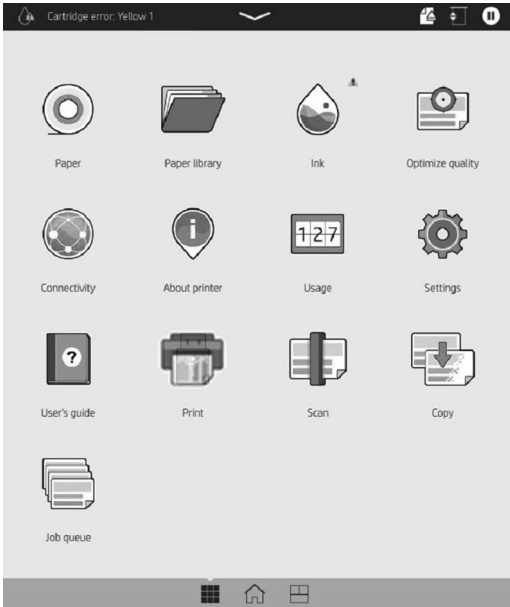 Cartridge error: Yellow 1
Paper
Paper library
Ink
Optimize quality
Connectivity
About printer
127
Usage
Settings
User's guide
Print
Scan
Copy
Job queue